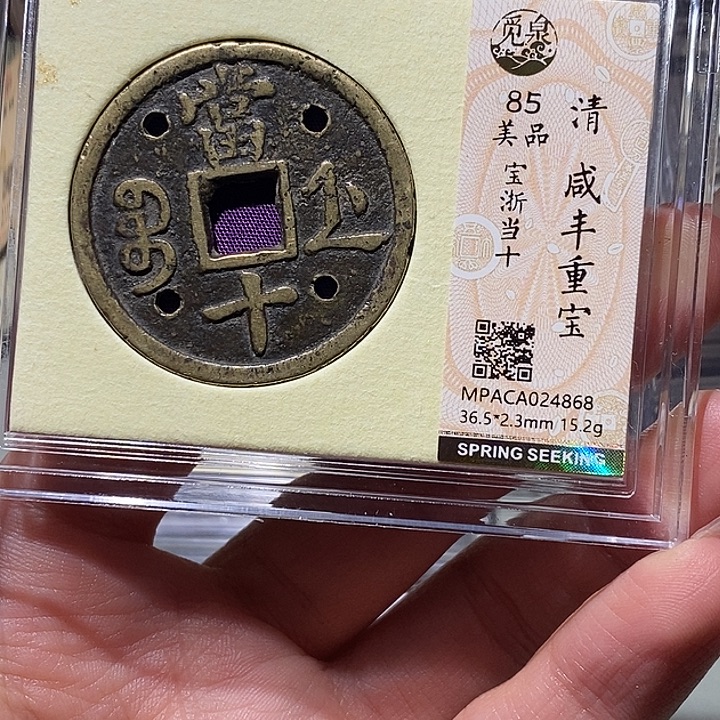 當
十
觅泉
85
美品
宝浙当十
清 咸丰重宝
MPACA024868
36.5*2.3mm 15.2g
SPRING SEEKING